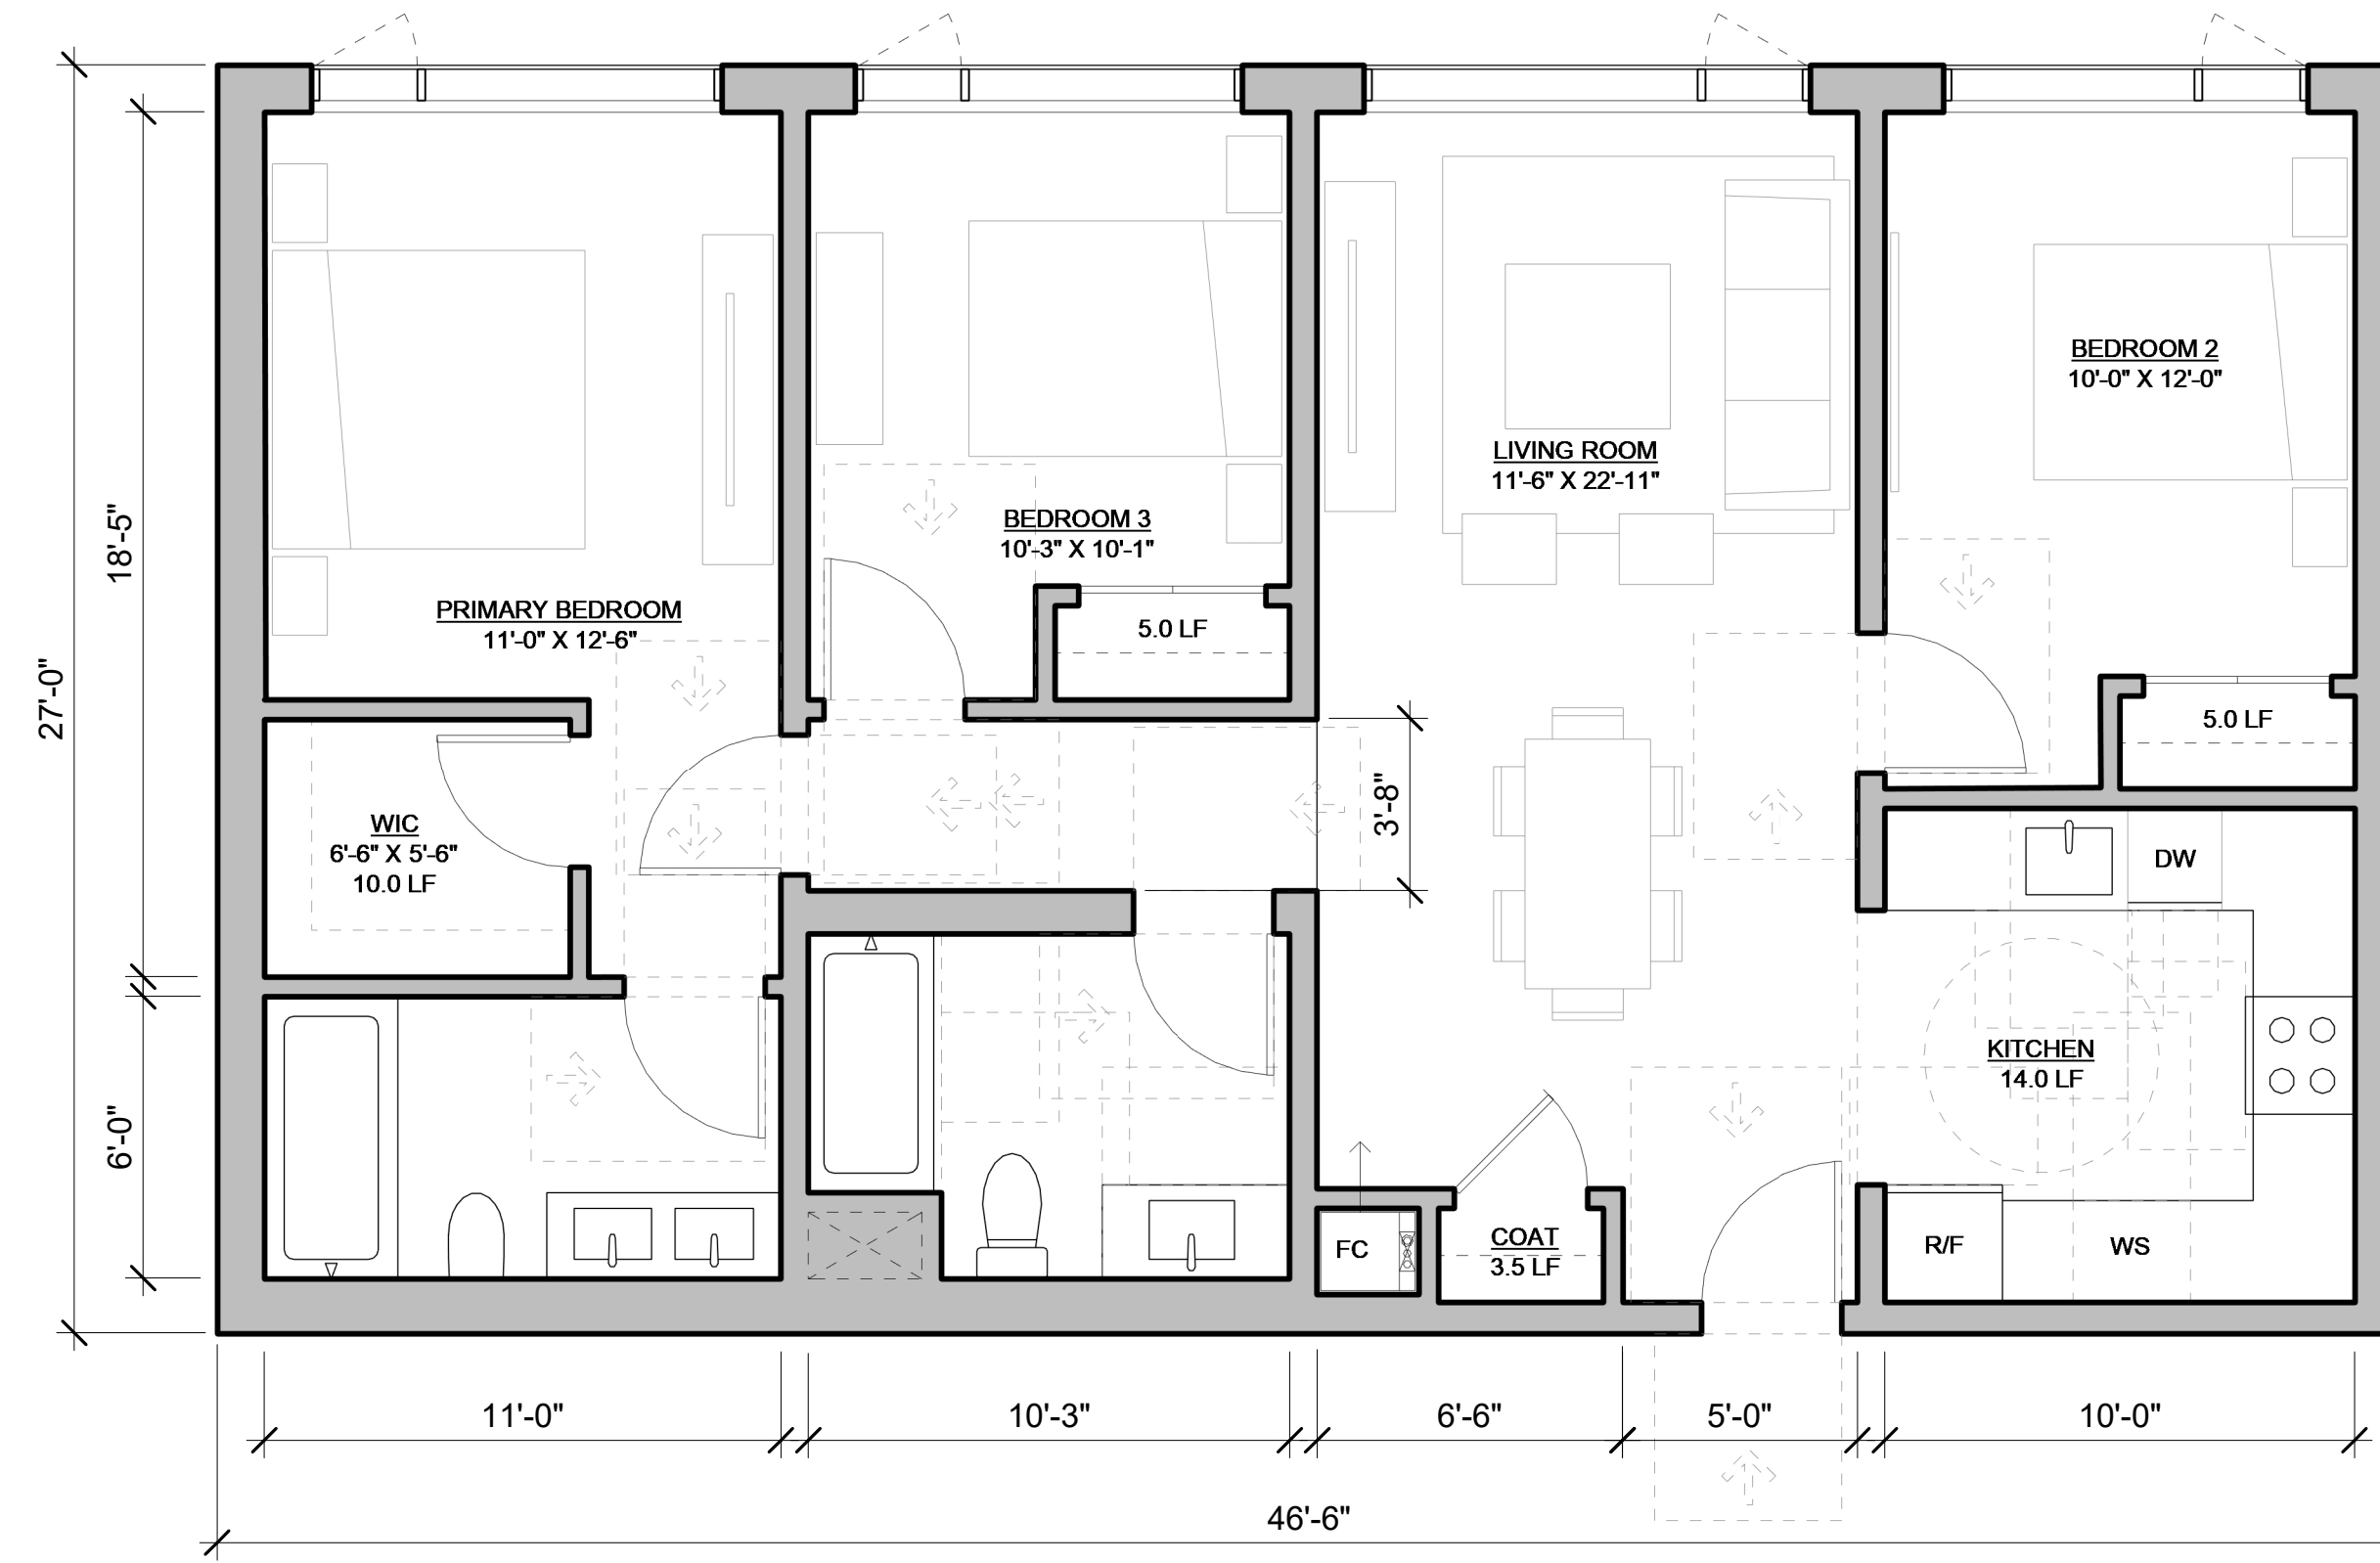 BEDROOM 2
10'-0" X 12'-0"
LIVING ROOM
11'-6" X 22'-11"
BEDROOM 3
10'-3" X 10'-1"
18'-5"
PRIMARY BEDROOM
11'-0" X 12'-6"
5.0 LF
27'-0"
5.0 LF
3'-8"
WIC
6'-6" X 5'-6"
10.0 LF
DW
KITCHEN
14.0 LF
6'-0"
FC
COAT
3.5 LF
R/F
WS
11'-0"
10'-3"
6'-6"
5'-0"
10'-0"
46'-6"